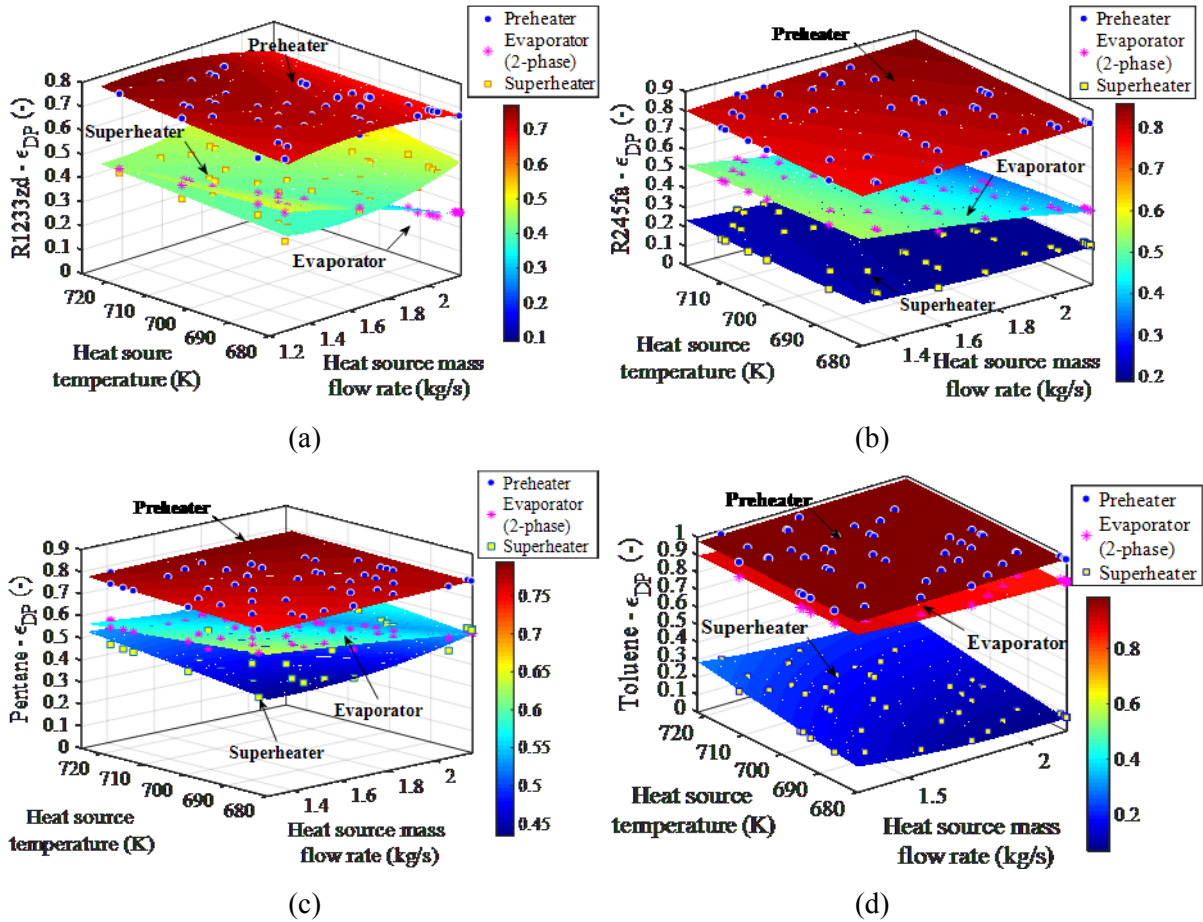 Preheater
Evaporator
(2-phase)
Superheater
Preheater
Superheater
Evaporator
R1233zd - ϵDP (-)
0.8
0.7
0.6
0.5
0.4
0.3
0.2
0.1
0
720
710
700
690
680
1.2
1.4
1.6
1.8
2
Heat soure
temperature (K)
Heat source mass
flow rate (kg/s)
0.7
0.6
0.5
0.4
0.3
0.2
0.1
(a)
Preheater
Evaporator
(2-phase)
Superheater
Preheater
Evaporator
Superheater
R245fa - ϵDP (-)
0.9
0.8
0.7
0.6
0.5
0.4
0.3
0.2
0.1
0
710
700
690
680
1.4
1.6
1.8
2
Heat source
temperature (K)
Heat source mass
flow rate (kg/s)
0.8
0.7
0.6
0.5
0.4
0.3
0.2
(b)
Preheater
Evaporator
(2-phase)
Superheater
Preheater
Evaporator
Superheater
Pentane - ϵDP (-)
0.9
0.8
0.7
0.6
0.5
0.4
0.3
0.2
0.1
0
720
710
700
690
680
1.4
1.6
1.8
2
Heat source
temperature (K)
Heat source mass
flow rate (kg/s)
0.75
0.7
0.65
0.6
0.55
0.5
0.45
(c)
Preheater
Evaporator
(2-phase)
Superheater
Preheater
Superheater
Evaporator
Toluene - ϵDP (-)
1
0.9
0.8
0.7
0.6
0.5
0.4
0.3
0.2
0.1
0
720
710
700
690
680
1.5
2
Heat source
temperature (K)
Heat source mass
flow rate (kg/s)
0.8
0.6
0.4
0.2
(d)